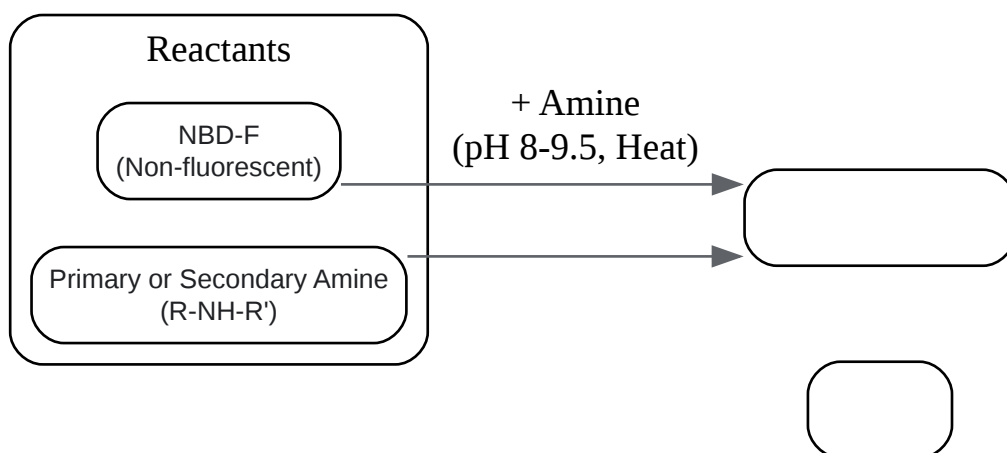 Reactants
NBD-F
(Non-fluorescent)
+ Amine
(pH 8-9.5, Heat)
Primary or Secondary Amine
(R-NH-R')